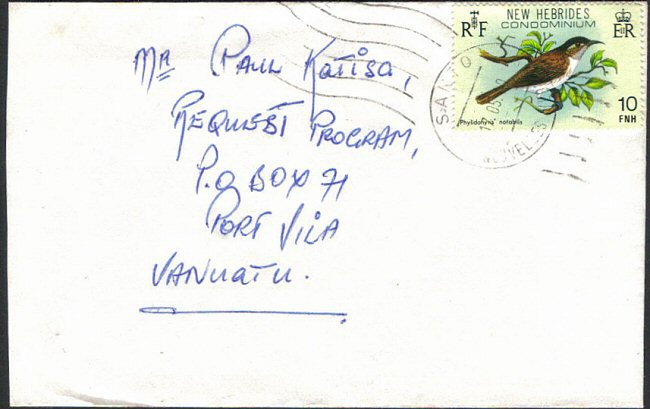 Mr Paul Katisa,
Request Program,
P.O Box 71
Port Vila
Vanuatu.
NEW HEBRIDES
CONDOMINIUM
RF
ER
10
FNH
Phylidonyris notabilis
SANTO